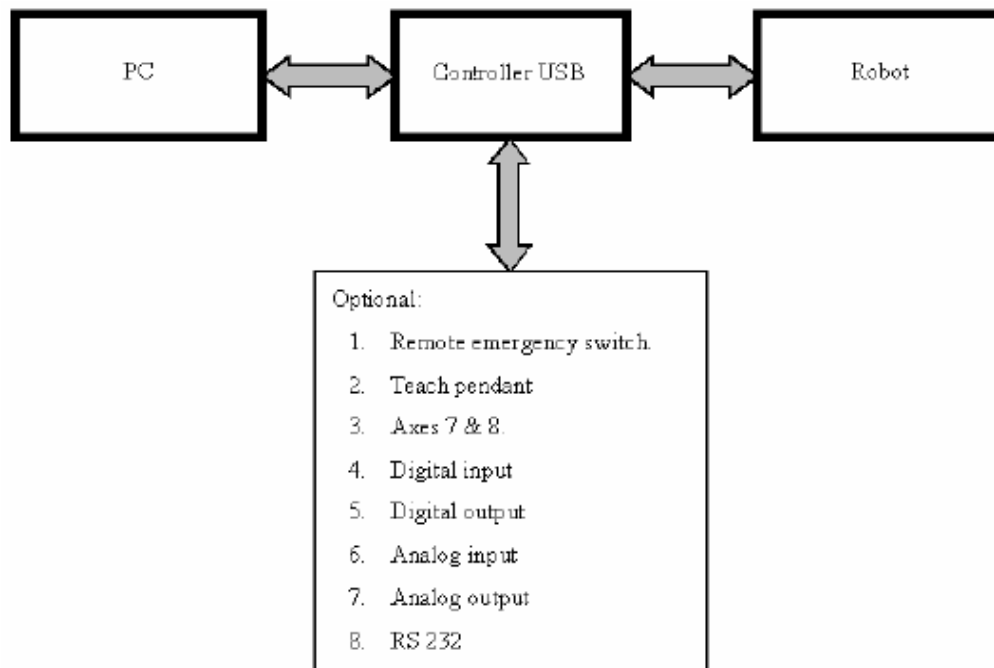 PC
Controller USB
Robot
Optional:
1. Remote emergency switch.
2. Teach pendant
3. Axes 7 & 8.
4. Digital input
5. Digital output
6. Analog input
7. Analog output
8. RS 232